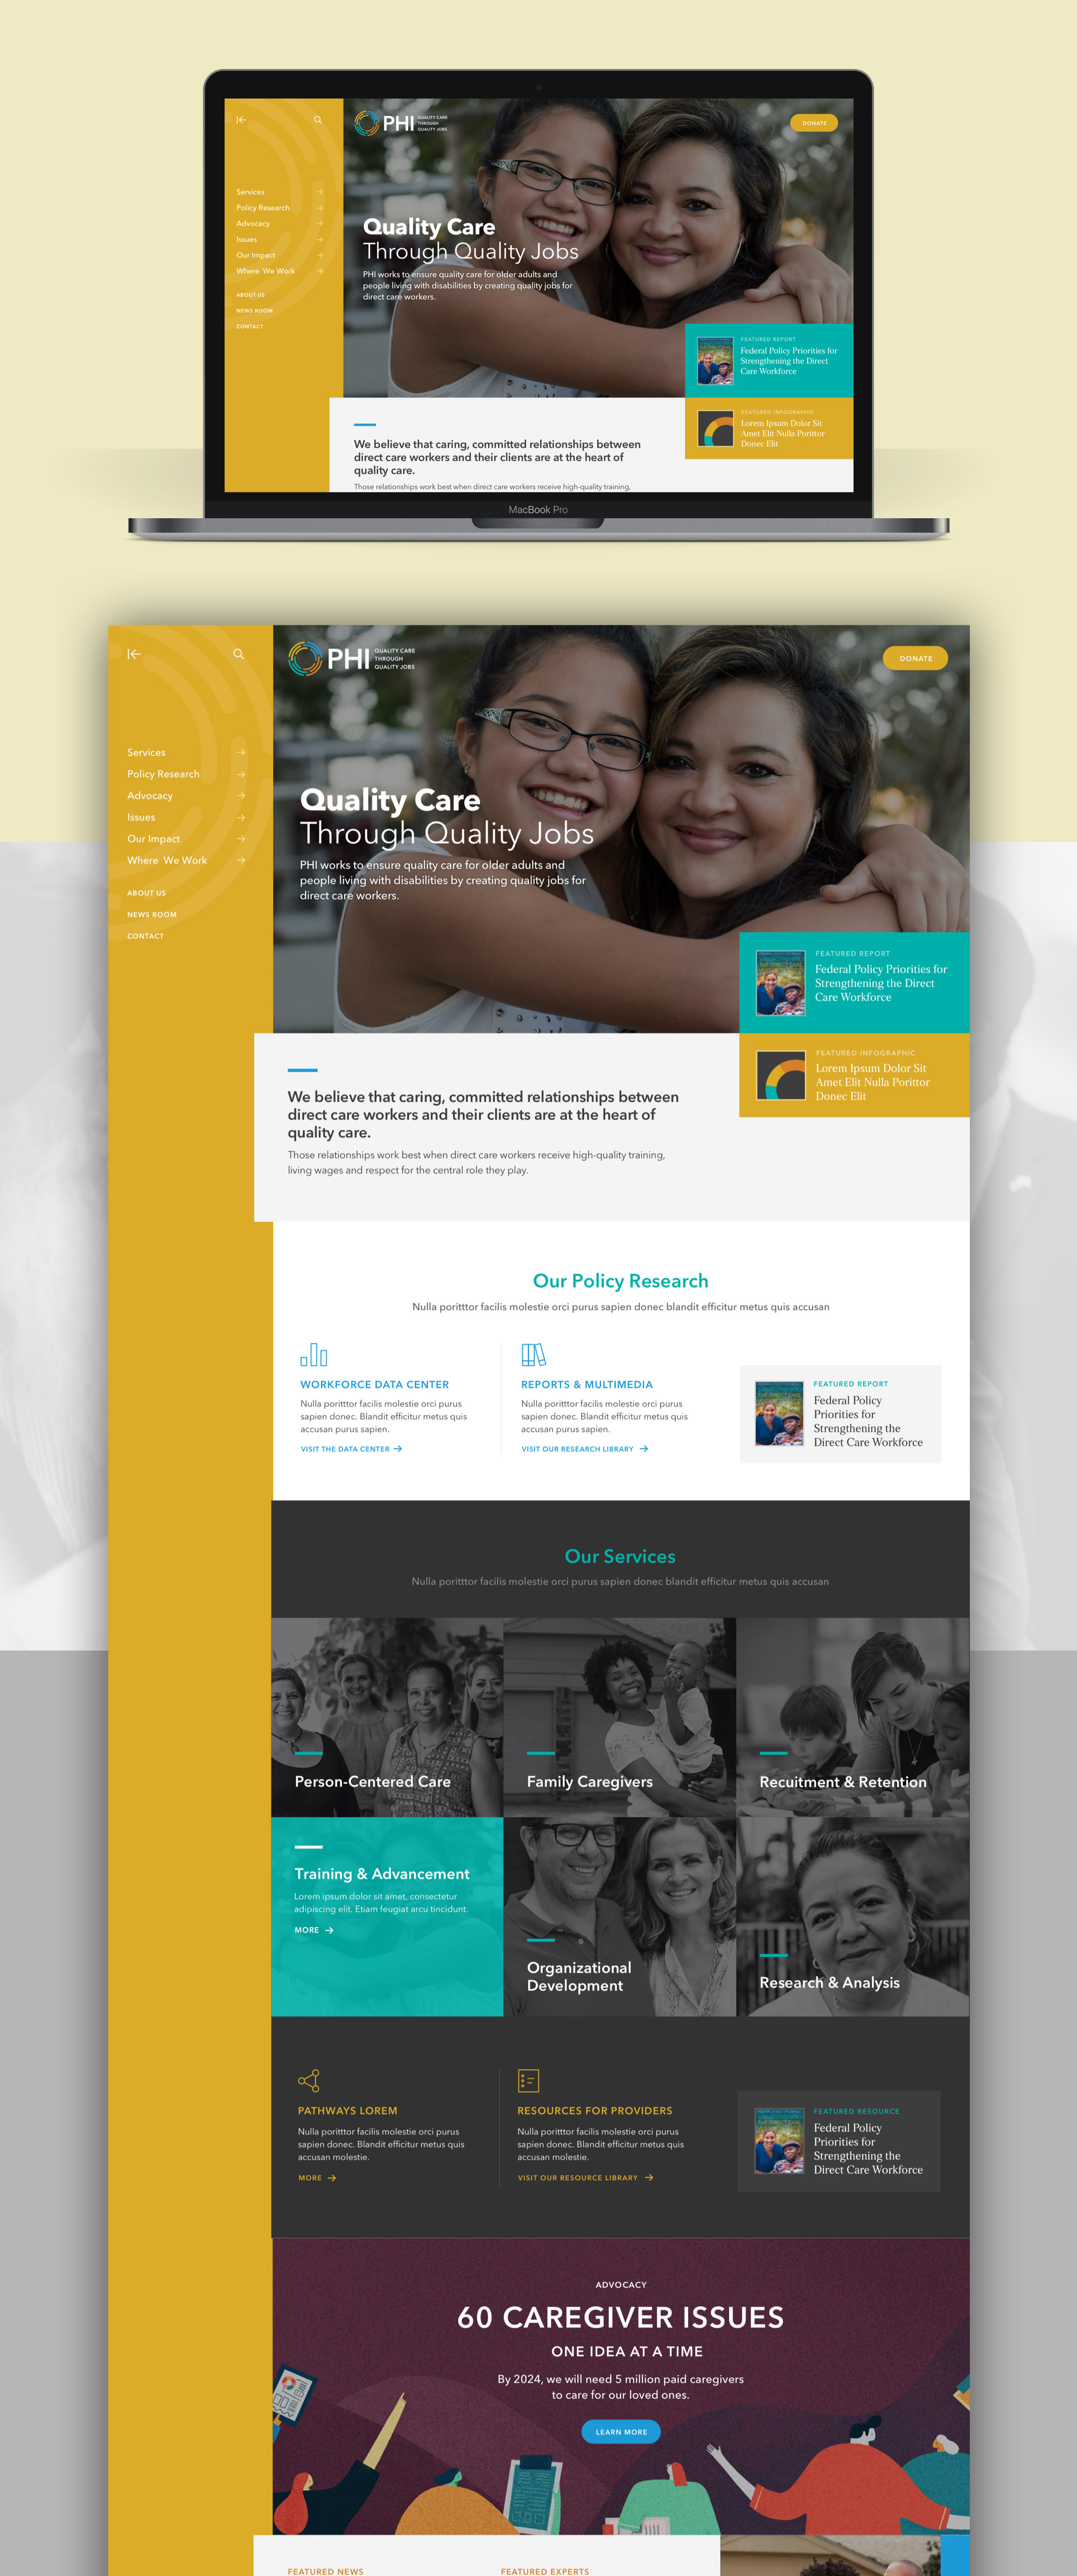 PHI
QUALITY CARE
THROUGH
QUALITY JOBS
DONATE
Services
Policy Research
Advocacy
Issues
Our Impact
Where We Work
ABOUT US
NEWS ROOM
CONTACT
Quality Care
Through Quality Jobs
PHI works to ensure quality care for older adults and
people living with disabilities by creating quality jobs for
direct care workers.
FEATURED REPORT
Federal Policy Priorities for
Strengthening the Direct
Care Workforce
FEATURED INFOGRAPHIC
Lorem Ipsum Dolor Sit
Amet Elit Nulla Porittor
Donec Elit
We believe that caring, committed relationships between
direct care workers and their clients are at the heart of
quality care.
Those relationships work best when direct care workers receive high-quality training,
MacBook Pro
PHI
QUALITY CARE
THROUGH
QUALITY JOBS
DONATE
Services
Policy Research
Advocacy
Issues
Our Impact
Where We Work
ABOUT US
NEWS ROOM
CONTACT
Quality Care
Through Quality Jobs
PHI works to ensure quality care for older adults and
people living with disabilities by creating quality jobs for
direct care workers.
FEATURED REPORT
Federal Policy Priorities for
Strengthening the Direct
Care Workforce
FEATURED INFOGRAPHIC
Lorem Ipsum Dolor Sit
Amet Elit Nulla Porittor
Donec Elit
We believe that caring, committed relationships between
direct care workers and their clients are at the heart of
quality care.
Those relationships work best when direct care workers receive high-quality training,
living wages and respect for the central role they play.
Our Policy Research
Nulla poritttor facilis molestie orci purus sapien donec blandit efficitur metus quis accusan
WORKFORCE DATA CENTER
Nulla poritttor facilis molestie orci purus
sapien donec. Blandit efficitur metus quis
accusan purus sapien.
VISIT THE DATA CENTER
REPORTS & MULTIMEDIA
Nulla poritttor facilis molestie orci purus
sapien donec. Blandit efficitur metus quis
accusan purus sapien.
VISIT OUR RESEARCH LIBRARY
FEATURED REPORT
Federal Policy
Priorities for
Strengthening the
Direct Care Workforce
Our Services
Nulla poritttor facilis molestie orci purus sapien donec blandit efficitur metus quis accusan
Person-Centered Care
Family Caregivers
Recuitment & Retention
Training & Advancement
Lorem ipsum dolor sit amet, consectetur
adipiscing elit. Etiam feugiat arcu tincidunt.
MORE
Organizational
Development
Research & Analysis
PATHWAYS LOREM
Nulla poritttor facilis molestie orci purus
sapien donec. Blandit efficitur metus quis
accusan molestie.
MORE
RESOURCES FOR PROVIDERS
Nulla poritttor facilis molestie orci purus
sapien donec. Blandit efficitur metus quis
accusan molestie.
VISIT OUR RESOURCE LIBRARY
FEATURED RESOURCE
Federal Policy
Priorities for
Strengthening the
Direct Care Workforce
ADVOCACY
60 CAREGIVER ISSUES
ONE IDEA AT A TIME
By 2024, we will need 5 million paid caregivers
to care for our loved ones.
LEARN MORE
FEATURED NEWS
FEATURED EXPERTS